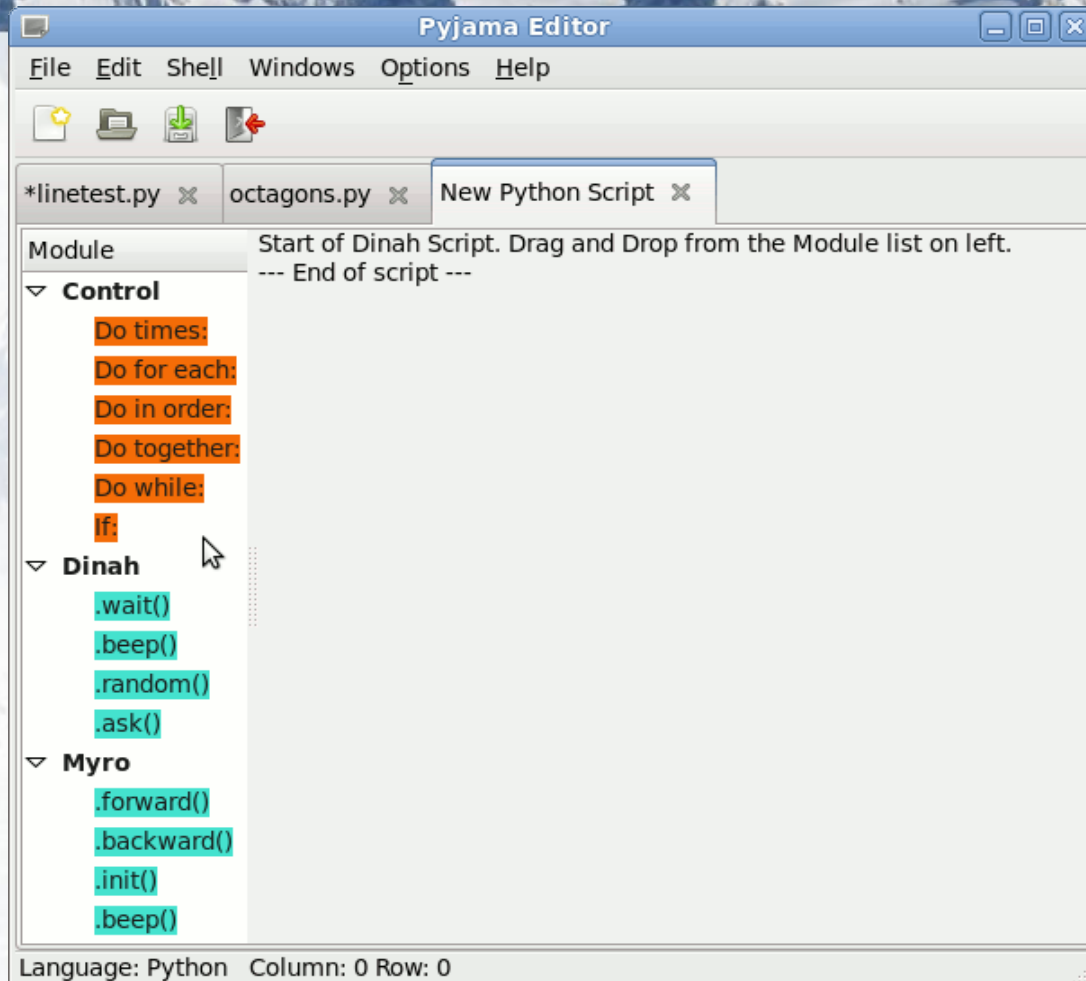 Pyjama Editor
File Edit Shell Windows Options Help
*linetest.py octagons.py New Python Script
Module
Start of Dinah Script. Drag and Drop from the Module list on left.
--- End of script ---
Control
Do times:
Do for each:
Do in order:
Do together:
Do while:
If:
Dinah
.wait()
.beep()
.random()
.ask()
Myro
.forward()
.backward()
.init()
.beep()
Language: Python Column: 0 Row: 0